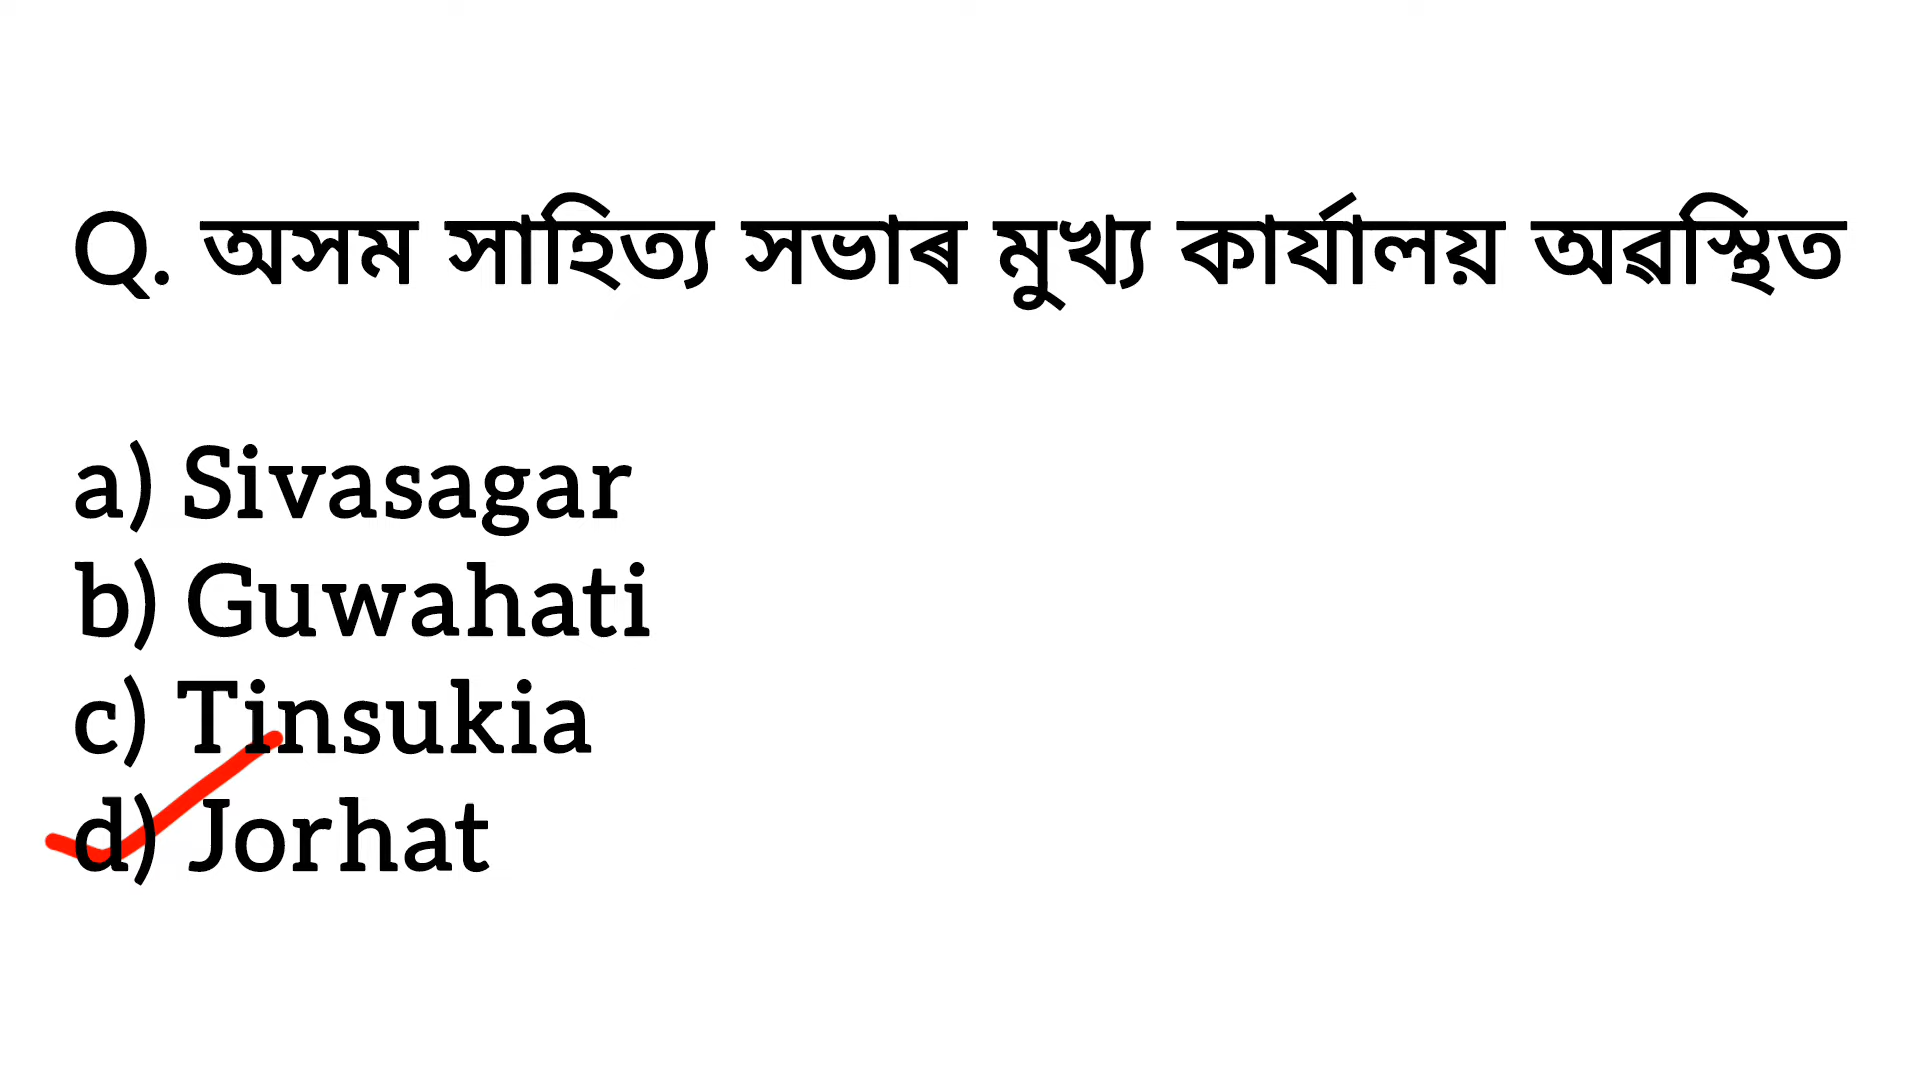 Q. অসম সাহিত্য সভাৰ মুখ্য কাৰ্যালয় অৱস্থিত
a) Sivasagar
b) Guwahati
c) Tinsukia
d) Jorhat